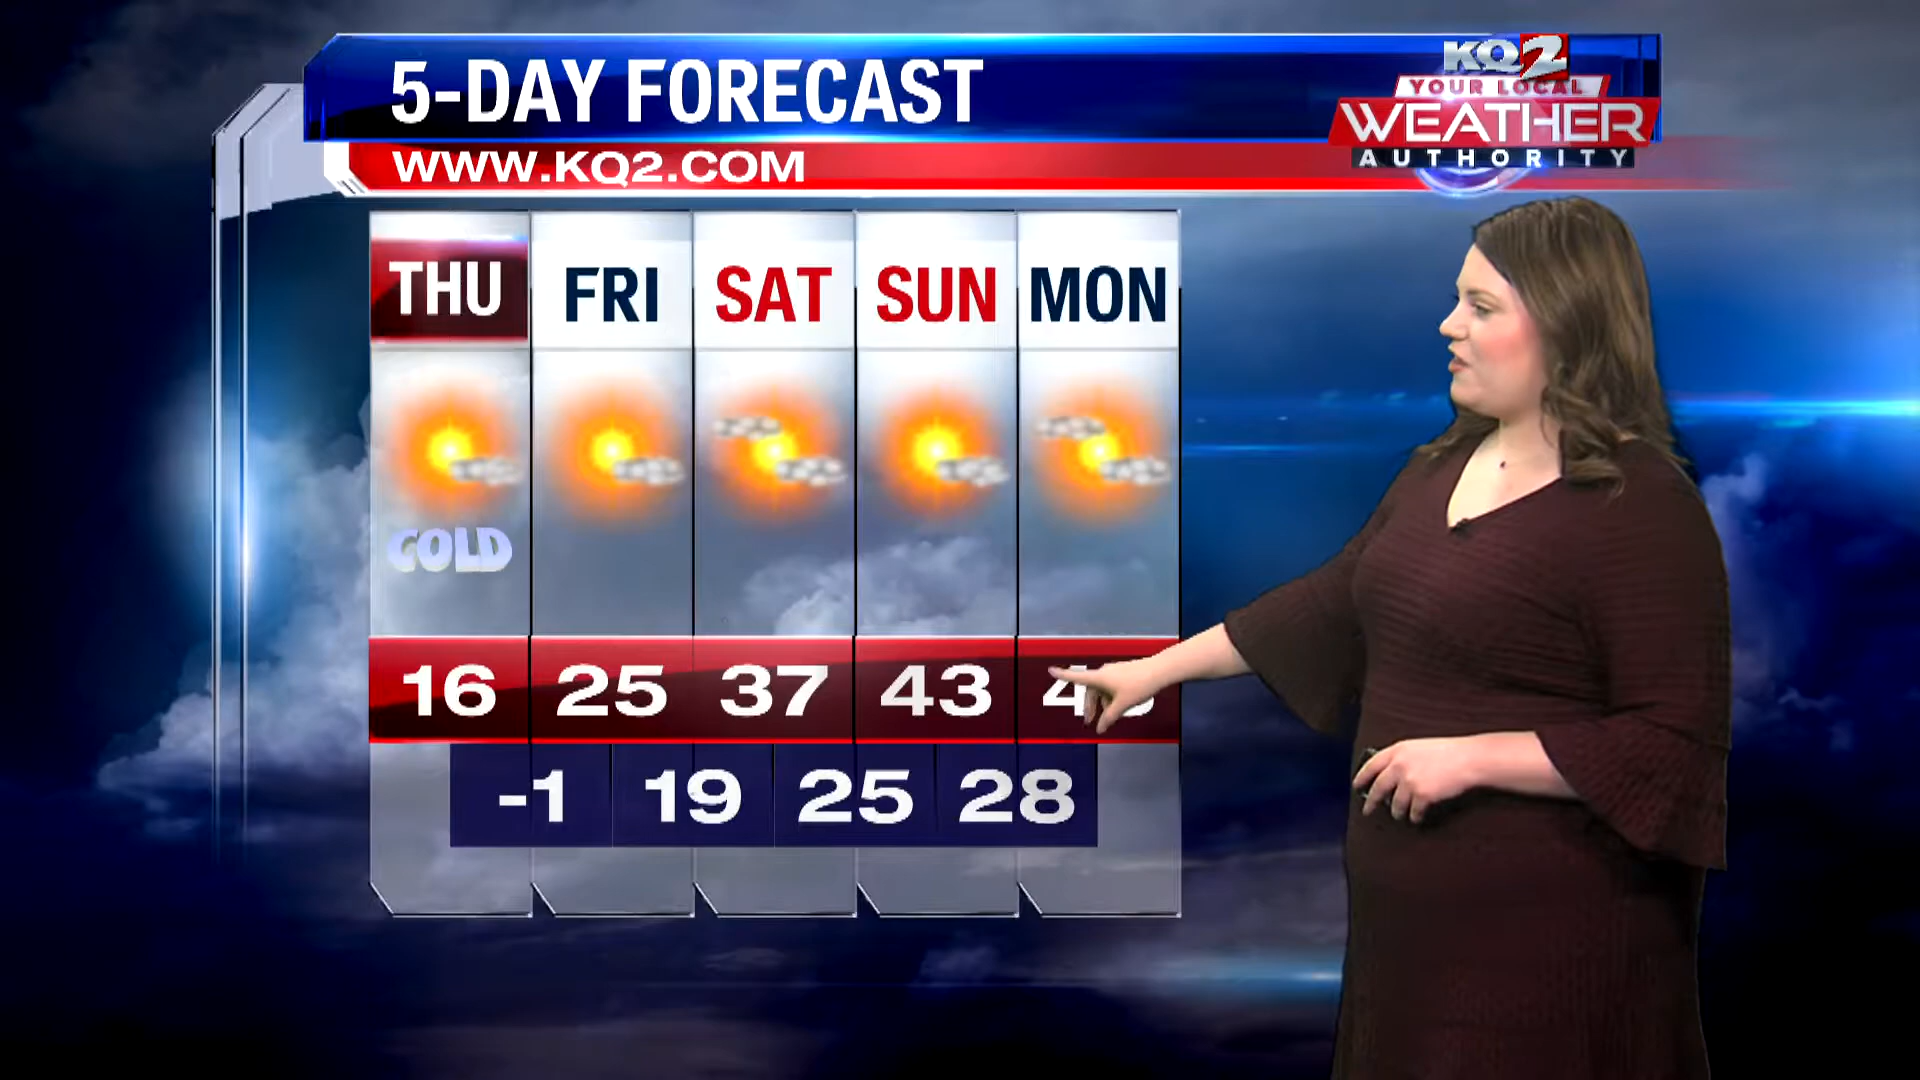 5-DAY FORECAST
WWW.KQ2.COM
KQ2
YOUR LOCAL
WEATHER
AUTHORITY
THU FRI SAT SUN MON
COLD
16 25 37 43
-1 19 25 28